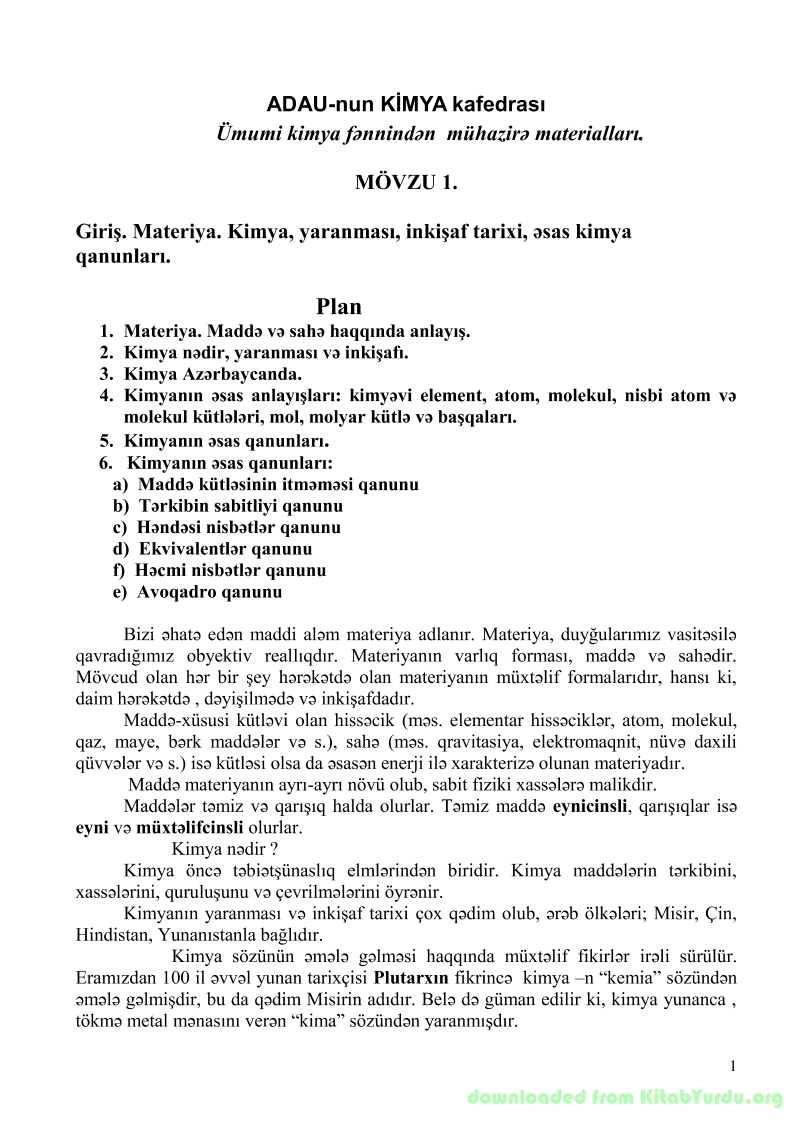 ADAU-nun KİMYA kafedrası
Ümumi kimya fənnindən mühazirə materialları.
MÖVZU 1.
Giriş. Materiya. Kimya, yaranması, inkişaf tarixi, əsas kimya
qanunları.
Plan
1. Materiya. Maddə və sahə haqqında anlayış.
2. Kimya nədir, yaranması və inkişafı.
3. Kimya Azərbaycanda.
4. Kimyanın əsas anlayışları: kimyəvi element, atom, molekul, nisbi atom və
molekul kütlələri, mol, molyar kütlə və başqaları.
5. Kimyanın əsas qanunları.
6. Kimyanın əsas qanunları:
a) Maddə kütləsinin itməməsi qanunu
b) Tərkibin sabitliyi qanunu
c) Həndəsi nisbətlər qanunu
d) Ekvivalentlər qanunu
f) Həcmi nisbətlər qanunu
e) Avoqadro qanunu
Bizi əhatə edən maddi aləm materiya adlanır. Materiya, duyğularımız vasitəsilə
qavradığımız obyektiv reallıqdır. Materiyanın varlıq forması, maddə və sahədir.
Mövcud olan hər bir şey hərəkətdə olan materiyanın müxtəlif formalarıdır, hansı ki,
daim hərəkətdə , dəyişilmədə və inkişafdadır.
Maddə-xüsusi kütləvi olan hissəcik (məs. elementar hissəciklər, atom, molekul,
qaz, maye, bərk maddələr və s.), sahə (məs. qravitasiya, elektromaqnit, nüvə daxili
qüvvələr və s.) isə kütləsi olsa da əsasən enerji ilə xarakterizə olunan materiyadır.
Maddə materiyanın ayrı-ayrı növü olub, sabit fiziki xassələrə malikdir.
Maddələr təmiz və qarışıq halda olurlar. Təmiz maddə eynicinsli, qarışıqlar isə
eyni və müxtəlifcinsli olurlar.
Kimya nədir ?
Kimya öncə təbiətşünaslıq elmlərindən biridir. Kimya maddələrin tərkibini,
xassələrini, quruluşunu və çevrilmələrini öyrənir.
Kimyanın yaranması və inkişaf tarixi çox qədim olub, ərəb ölkələri; Misir, Çin,
Hindistan, Yunanıstanla bağlıdır.
Kimya sözünün əmələ gəlməsi haqqında müxtəlif fikirlər irəli sürülür.
Eramızdan 100 il əvvəl yunan tarixçisi Plutarxın fikrincə kimya –n “kemia” sözündən
əmələ gəlmişdir, bu da qədim Misirin adıdır. Belə də güman edilir ki, kimya yunanca ,
tökmə metal mənasını verən “kima” sözündən yaranmışdır.
1
downloaded from KitabYurdu.org